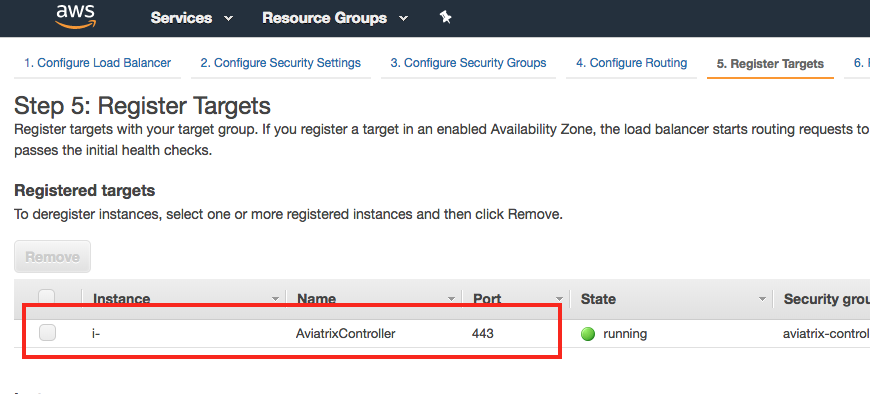 aws Services Resource Groups
1. Configure Load Balancer 2. Configure Security Settings 3. Configure Security Groups 4. Configure Routing 5. Register Targets 6.
Step 5: Register Targets
Register targets with your target group. If you register a target in an enabled Availability Zone, the load balancer starts routing requests to
passes the initial health checks.
Registered targets
To deregister instances, select one or more registered instances and then click Remove.
Remove
Instance Name Port State Security grou
i- AviatrixController 443 running aviatrix-control